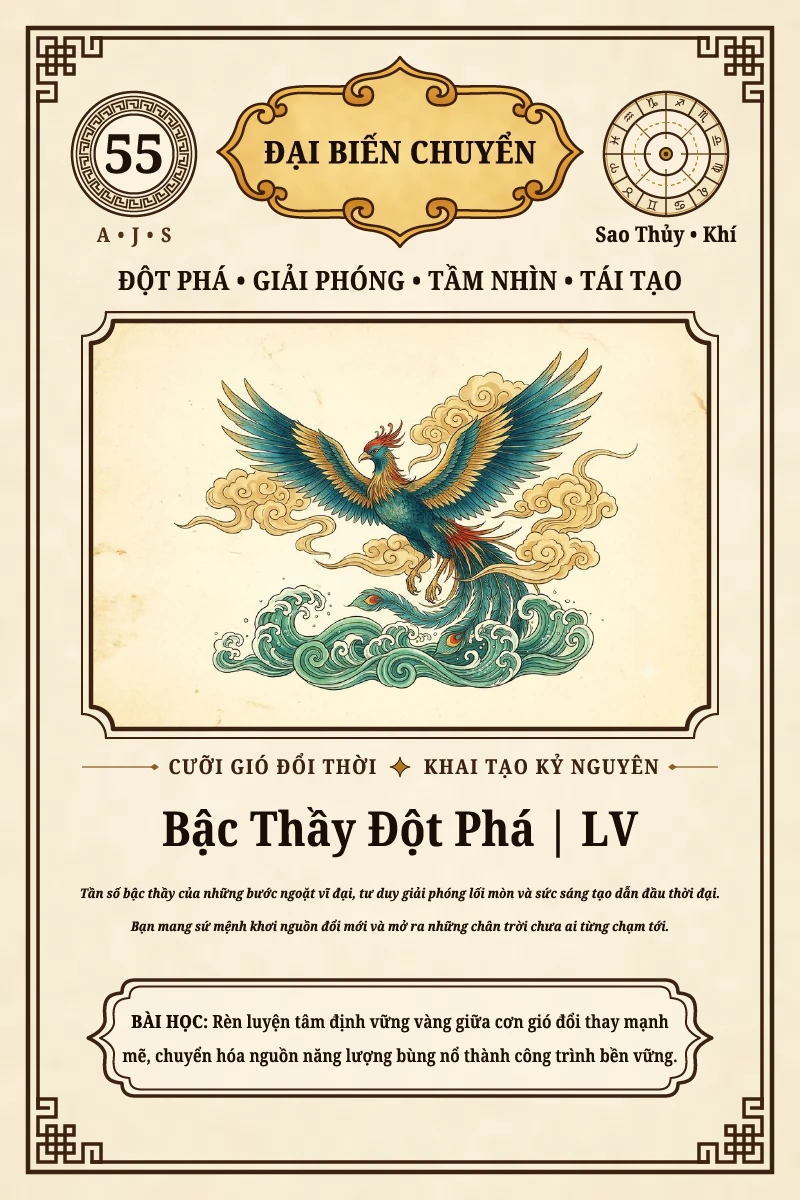 55
ĐẠI BIẾN CHUYỂN
A • J • S
Sao Thủy • Khí
ĐỘT PHÁ • GIẢI PHÓNG • TẦM NHÌN • TÁI TẠO
CƯỠI GIÓ ĐỔI THỜI ✦ KHAI TẠO KỶ NGUYÊN
Bậc Thầy Đột Phá | LV
Tần số bậc thầy của những bước ngoặt vĩ đại, tư duy giải phóng lối mòn và sức sáng tạo dẫn đầu thời đại.
Bạn mang sứ mệnh khơi nguồn đổi mới và mở ra những chân trời chưa ai từng chạm tới.
BÀI HỌC: Rèn luyện tâm định vững vàng giữa cơn gió đổi thay mạnh
mẽ, chuyển hóa nguồn năng lượng bùng nổ thành công trình bền vững.